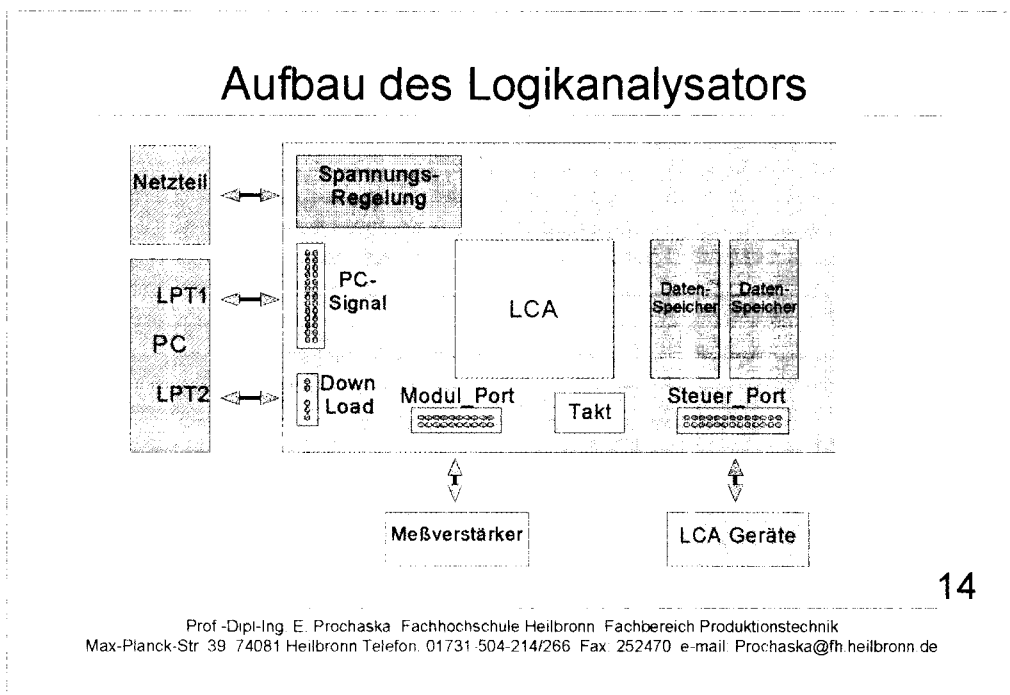 Aufbau des Logikanalysators
Netzteil
Spannungs-
Regelung
LPT1
PC
LPT2
PC-
Signal
LCA
Daten-
Speicher
Daten-
Speicher
Down
Load
Modul_Port
Takt
Steuer_Port
Meßverstärker
LCA Geräte
14
Prof -Dipl-Ing. E. Prochaska Fachhochschule Heilbronn Fachbereich Produktionstechnik
Max-Planck-Str 39 74081 Heilbronn Telefon. 01731-504-214/266 Fax: 252470 e-mail: Prochaska@fh.heilbronn.de